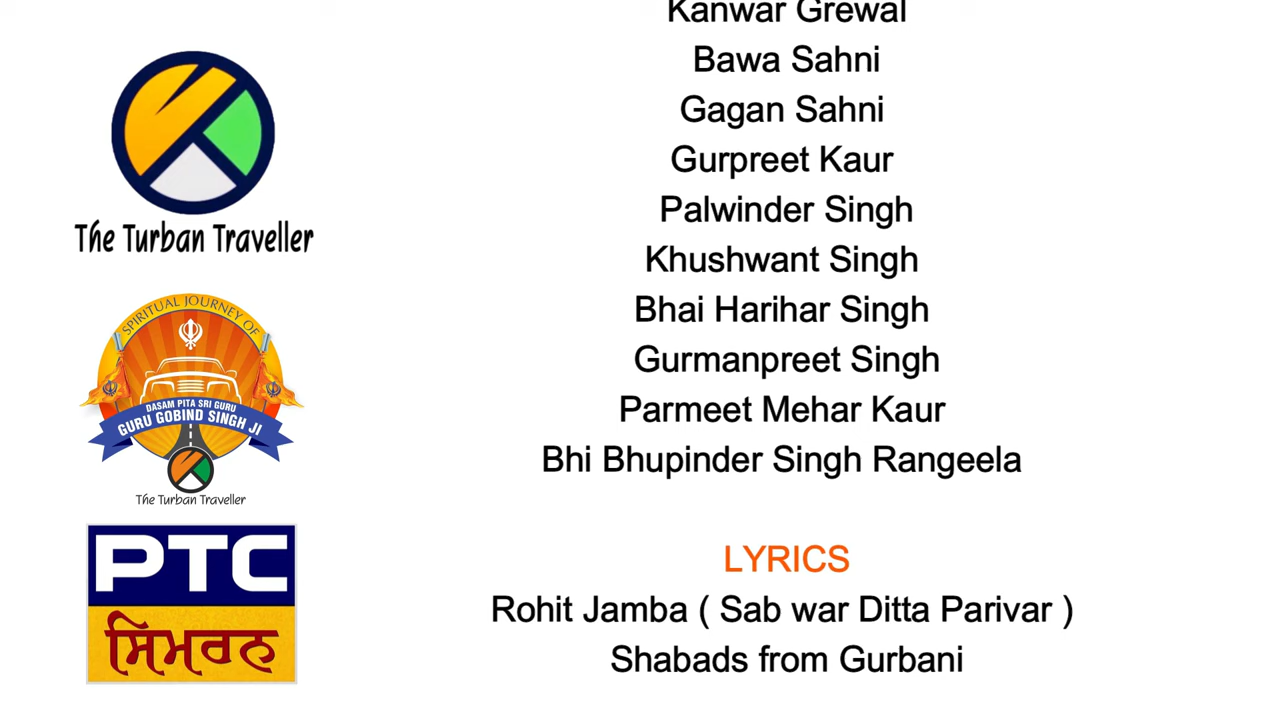 Kanwar Grewal
Bawa Sahni
Gagan Sahni
Gurpreet Kaur
Palwinder Singh
Khushwant Singh
Bhai Harihar Singh
Gurmanpreet Singh
Parmeet Mehar Kaur
Bhi Bhupinder Singh Rangeela
LYRICS
Rohit Jamba ( Sab war Ditta Parivar )
Shabads from Gurbani
The Turban Traveller
SPIRITUAL JOURNEY OF
DASAM PITA SRI GURU
GURU GOBIND SINGH JI
The Turban Traveller
PTC
ਸਿਮਰਨ